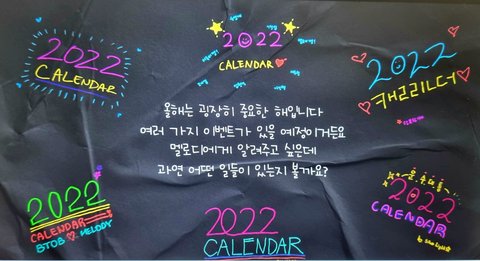 2022
CALENDAR
2022
CALENDAR
2022
캐리리더
올해는 굉장히 중요한 해입니다
여러 가지 이벤트가 있을 예정이거든요
멜로디에게 알려주고 싶은데
과연 어떤 일들이 있는지 볼까요?
2022
CALENDAR
BTOB MELODY
2022
CALENDAR
2022
CALENDAR